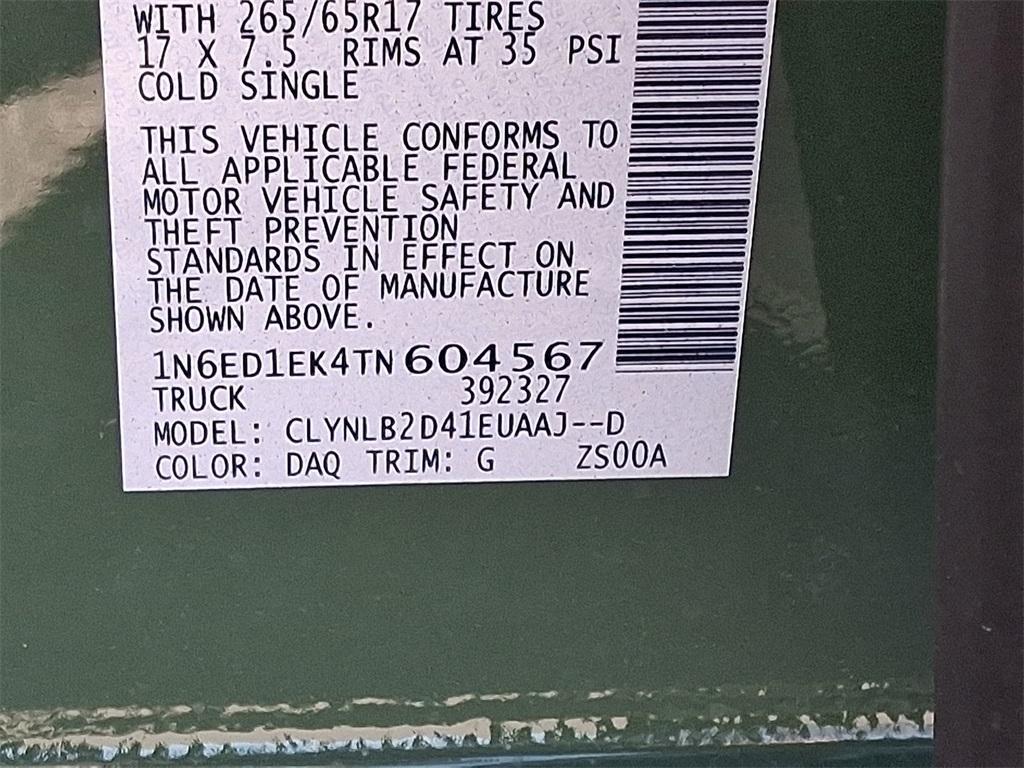 WITH 265/65R17 TIRES
17 X 7.5 RIMS AT 35 PSI
COLD SINGLE
THIS VEHICLE CONFORMS TO
ALL APPLICABLE FEDERAL
MOTOR VEHICLE SAFETY AND
THEFT PREVENTION
STANDARDS IN EFFECT ON
THE DATE OF MANUFACTURE
SHOWN ABOVE.
1N6ED1EK4TN604567
TRUCK 392327
MODEL: CLYNLB2D41EUAAJ--D
COLOR: DAQ TRIM: G ZS00A